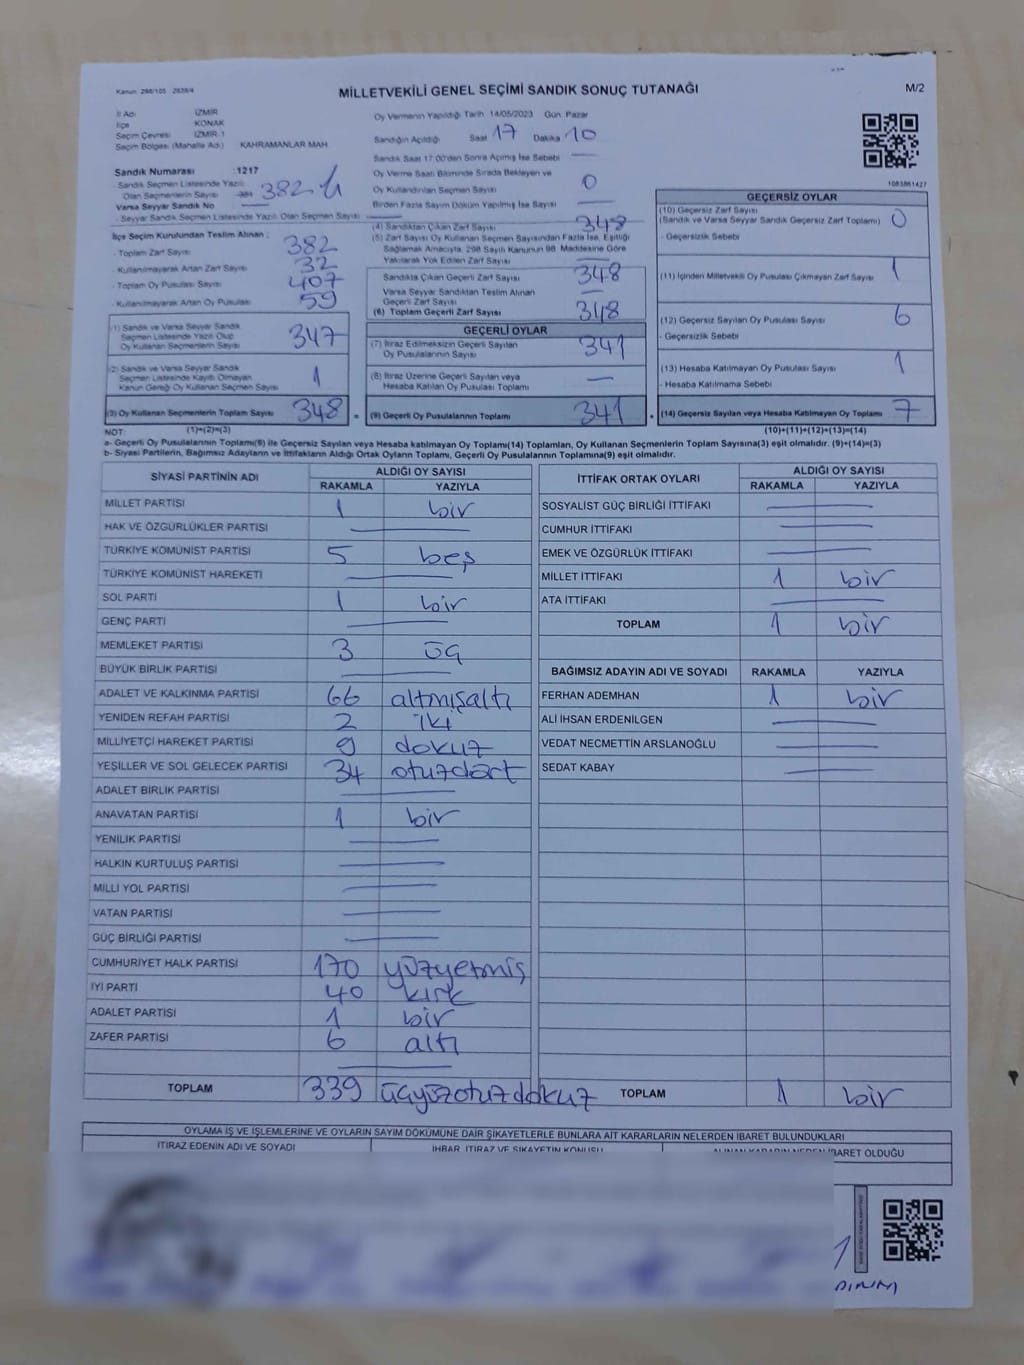 Kanun: 298/105 2839/4
MİLLETVEKİLİ GENEL SEÇİMİ SANDIK SONUÇ TUTANAĞI
M/2
İl Adı İZMİR
İlçe KONAK
Seçim Çevresi İZMİR-1
Seçim Bölgesi (Mahalle Adı) KAHRAMANLAR MAH
Sandık Numarası :1217
- Sandık Seçmen Listesinde Yazılı
Olan Seçmenlerin Sayısı 381 382
Varsa Seyyar Sandık No
- Seyyar Sandık Seçmen Listesinde Yazılı Olan Seçmen Sayısı
İlçe Seçim Kurulundan Teslim Alınan ;
- Toplam Zarf Sayısı 382
- Kullanılmayarak Artan Zarf Sayısı 32
- Toplam Oy Pusulası Sayısı 407
- Kullanılmayarak Artan Oy Pusulası 59
(1) Sandık ve Varsa Seyyar Sandık
Seçmen Listesinde Yazılı Olup
Oy Kullanan Seçmenlerin Sayısı 347
(2) Sandık ve Varsa Seyyar Sandık
Seçmen Listesinde Kayıtlı Olmayan
Kanun Gereği Oy Kullanan Seçmen Sayısı 1
(3) Oy Kullanan Seçmenlerin Toplam Sayısı 348 =
Oy Vermenin Yapıldığı Tarih 14/05/2023 Gün Pazar
Sandığın Açıldığı Saat 17 Dakika 10
Sandık Saat 17:00'den Sonra Açmış İse Sebebi
Oy Verme Saati Bitiminde Sırada Bekleyen ve
Oy Kullandırılan Seçmen Sayısı 0
Birden Fazla Sayım Döküm Yapılmış İse Sayısı
(4) Sandıktan Çıkan Zarf Sayısı 348
(5) Zarf Sayısı Oy Kullanan Seçmen Sayısından Fazla İse, Eşitliği
Sağlamak Amacıyla, 298 Sayılı Kanunun 98. Maddesine Göre
Yakılarak Yok Edilen Zarf Sayısı
Sandıkta Çıkan Geçerli Zarf Sayısı 348
Varsa Seyyar Sandıktan Teslim Alınan
Geçerli Zarf Sayısı
(6) Toplam Geçerli Zarf Sayısı 348
GEÇERLİ OYLAR
(7) İtiraz Edilmeksizin Geçerli Sayılan
Oy Pusulalarının Sayısı 341
(8) İtiraz Üzerine Geçerli Sayılan veya
Hesaba Katılan Oy Pusulası Toplamı
(9) Geçerli Oy Pusulalarının Toplamı 341 +
1083861427
GEÇERSİZ OYLAR
(10) Geçersiz Zarf Sayısı
(Sandık ve Varsa Seyyar Sandık Geçersiz Zarf Toplamı) 0
- Geçersizlik Sebebi
(11) İçinden Milletvekili Oy Pusulası Çıkmayan Zarf Sayısı 1
(12) Geçersiz Sayılan Oy Pusulası Sayısı 6
- Geçersizlik Sebebi
(13) Hesaba Katılmayan Oy Pusulası Sayısı 1
- Hesaba Katılmama Sebebi
(14) Geçersiz Sayılan veya Hesaba Katılmayan Oy Toplamı 7
NOT: (1)+(2)=(3) (10)+(11)+(12)+(13)=(14)
a- Geçerli Oy Pusulalarının Toplamı(9) ile Geçersiz Sayılan veya Hesaba katılmayan Oy Toplamı(14) Toplamları, Oy Kullanan Seçmenlerin Toplam Sayısına(3) eşit olmalıdır. (9)+(14)=(3)
b- Siyasi Partilerin, Bağımsız Adayların ve İttifakların Aldığı Ortak Oyların Toplamı, Geçerli Oy Pusulalarının Toplamına(9) eşit olmalıdır.
SİYASİ PARTİNİN ADI ALDIĞI OY SAYISI
RAKAMLA YAZIYLA
MİLLET PARTİSİ 1 bir
HAK VE ÖZGÜRLÜKLER PARTİSİ
TÜRKİYE KOMÜNİST PARTİSİ 5 beş
TÜRKİYE KOMÜNİST HAREKETİ
SOL PARTİ 1 bir
GENÇ PARTİ
MEMLEKET PARTİSİ 3 üç
BÜYÜK BİRLİK PARTİSİ
ADALET VE KALKINMA PARTİSİ 66 altmışaltı
YENİDEN REFAH PARTİSİ 2 iki
MİLLİYETÇİ HAREKET PARTİSİ 9 dokuz
YEŞİLLER VE SOL GELECEK PARTİSİ 34 otuzdört
ADALET BİRLİK PARTİSİ
ANAVATAN PARTİSİ 1 bir
YENİLİK PARTİSİ
HALKIN KURTULUŞ PARTİSİ
MİLLİ YOL PARTİSİ
VATAN PARTİSİ
GÜÇ BİRLİĞİ PARTİSİ
CUMHURİYET HALK PARTİSİ 170 yüzyetmiş
İYİ PARTİ 40 kırk
ADALET PARTİSİ 1 bir
ZAFER PARTİSİ 6 altı
TOPLAM 339 üçyüzotuzdokuz
İTTİFAK ORTAK OYLARI ALDIĞI OY SAYISI
RAKAMLA YAZIYLA
SOSYALİST GÜÇ BİRLİĞİ İTTİFAKI
CUMHUR İTTİFAKI
EMEK VE ÖZGÜRLÜK İTTİFAKI
MİLLET İTTİFAKI 1 bir
ATA İTTİFAKI
TOPLAM 1 bir
BAĞIMSIZ ADAYIN ADI VE SOYADI RAKAMLA YAZIYLA
FERHAN ADEMHAN 1 bir
ALİ İHSAN ERDENİLGEN
VEDAT NECMETTİN ARSLANOĞLU
SEDAT KABAY
TOPLAM 1 bir
OYLAMA İŞ VE İŞLEMLERİNE VE OYLARIN SAYIM DÖKÜMÜNE DAİR ŞİKAYETLERLE BUNLARA AİT KARARLARIN NELERDEN İBARET BULUNDUKLARI
İTİRAZ EDENİN ADI VE SOYADI İHBAR, İTİRAZ VE ŞİKAYETİN KONUSU ALINAN KARARIN NEDEN İBARET OLDUĞU